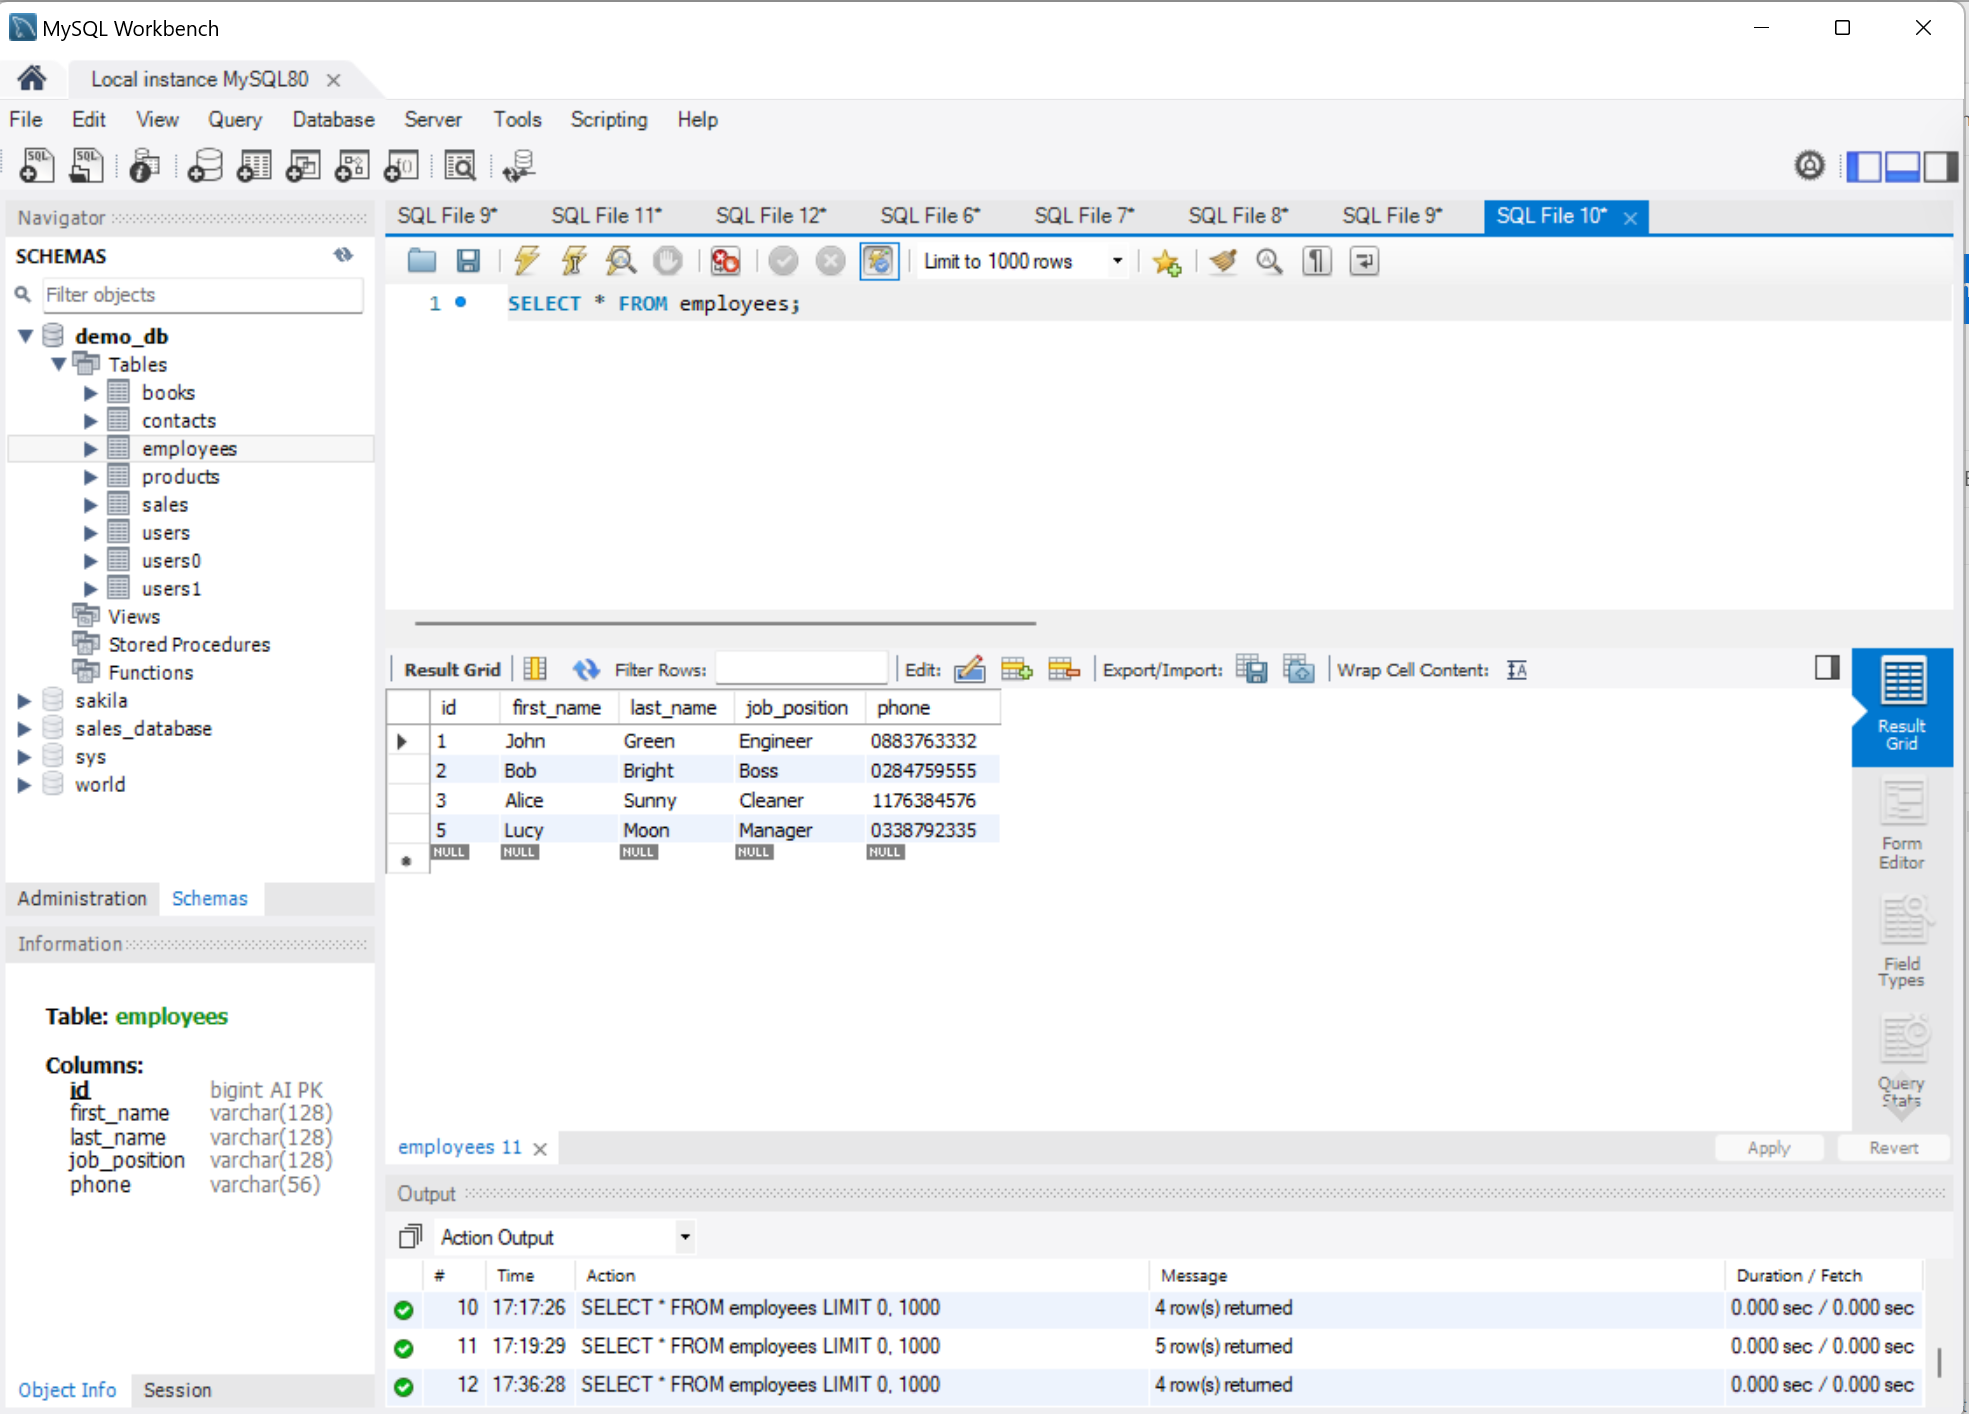 MySQL Workbench
Local instance MySQL80
File Edit View Query Database Server Tools Scripting Help
Navigator
SCHEMAS
Filter objects
demo_db
Tables
books
contacts
employees
products
sales
users
users0
users1
Views
Stored Procedures
Functions
sakila
sales_database
sys
world
Administration Schemas
Information
Table: employees
Columns:
id bigint AI PK
first_name varchar(128)
last_name varchar(128)
job_position varchar(128)
phone varchar(56)
Object Info Session
SQL File 9* SQL File 11* SQL File 12* SQL File 6* SQL File 7* SQL File 8* SQL File 9* SQL File 10*
Limit to 1000 rows
1 SELECT * FROM employees;
Result Grid Filter Rows: Edit: Export/Import: Wrap Cell Content:
id first_name last_name job_position phone
1 John Green Engineer 0883763332
2 Bob Bright Boss 0284759555
3 Alice Sunny Cleaner 1176384576
5 Lucy Moon Manager 0338792335
NULL NULL NULL NULL NULL
Result
Grid
Form
Editor
Field
Types
Query
Stats
employees 11
Apply Revert
Output
Action Output
# Time Action Message Duration / Fetch
10 17:17:26 SELECT * FROM employees LIMIT 0, 1000 4 row(s) returned 0.000 sec / 0.000 sec
11 17:19:29 SELECT * FROM employees LIMIT 0, 1000 5 row(s) returned 0.000 sec / 0.000 sec
12 17:36:28 SELECT * FROM employees LIMIT 0, 1000 4 row(s) returned 0.000 sec / 0.000 sec